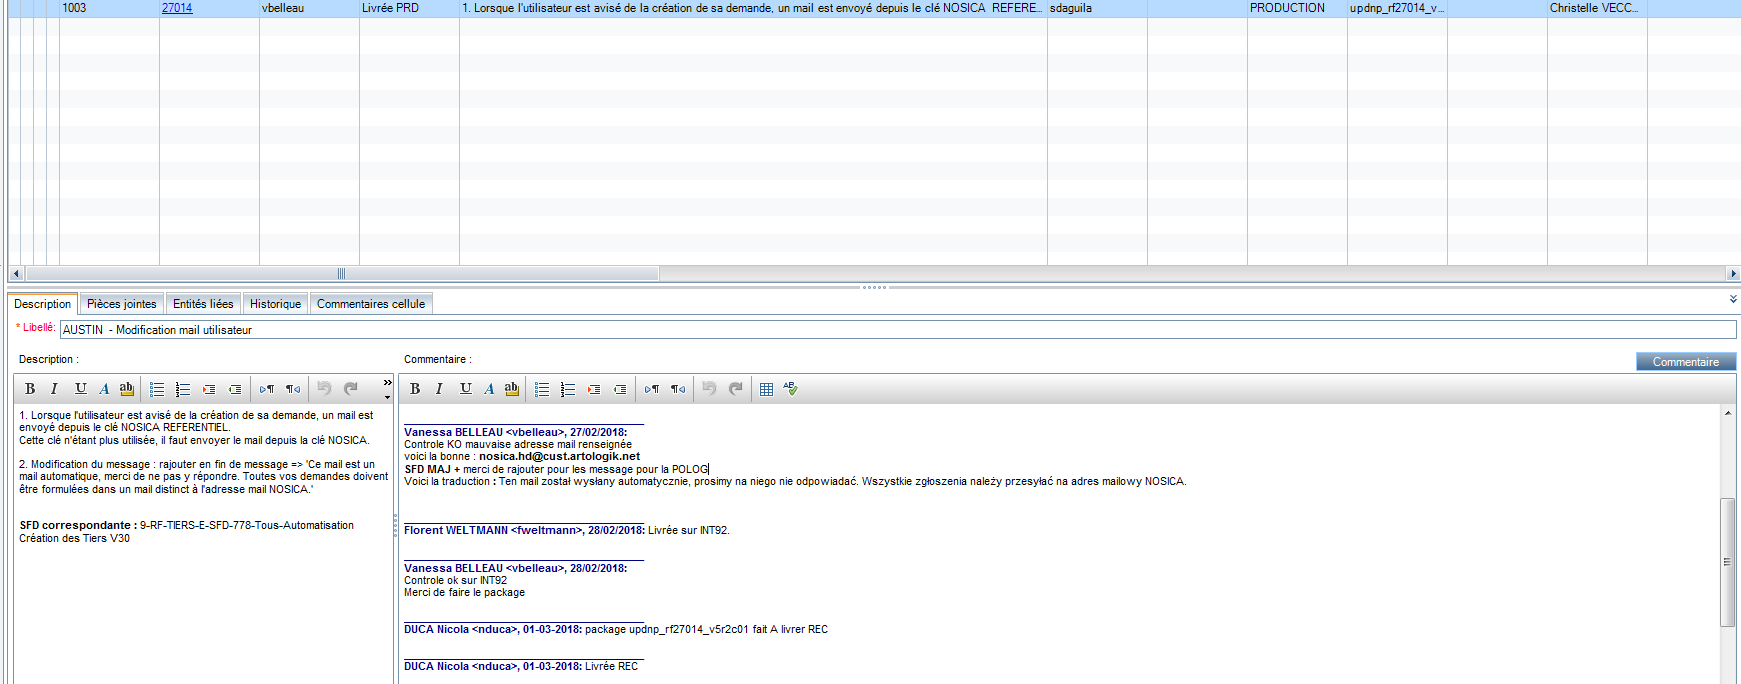 1003 27014 vbelleau Livrée PRD 1. Lorsque l'utilisateur est avisé de la création de sa demande, un mail est envoyé depuis le clé NOSICA REFERE... sdaguila PRODUCTION updnp_rf27014_v... Christelle VECC...
Description Pièces jointes Entités liées Historique Commentaires cellule
* Libellé: AUSTIN - Modification mail utilisateur
Description :
1. Lorsque l'utilisateur est avisé de la création de sa demande, un mail est
envoyé depuis le clé NOSICA REFERENTIEL.
Cette clé n'étant plus utilisée, il faut envoyer le mail depuis la clé NOSICA.
2. Modification du message : rajouter en fin de message => 'Ce mail est un
mail automatique, merci de ne pas y répondre. Toutes vos demandes doivent
être formulées dans un mail distinct à l'adresse mail NOSICA.'
SFD correspondante : 9-RF-TIERS-E-SFD-778-Tous-Automatisation
Création des Tiers V30
Commentaire :
Commentaire
Vanessa BELLEAU <vbelleau>, 27/02/2018:
Controle KO mauvaise adresse mail renseignée
voici la bonne : nosica.hd@cust.artologik.net
SFD MAJ + merci de rajouter pour les message pour la POLOG
Voici la traduction : Ten mail został wysłany automatycznie, prosimy na niego nie odpowiadać. Wszystkie zgłoszenia należy przesyłać na adres mailowy NOSICA.
Florent WELTMANN <fweltmann>, 28/02/2018: Livrée sur INT92.
Vanessa BELLEAU <vbelleau>, 28/02/2018:
Controle ok sur INT92
Merci de faire le package
DUCA Nicola <nduca>, 01-03-2018: package updnp_rf27014_v5r2c01 fait A livrer REC
DUCA Nicola <nduca>, 01-03-2018: Livrée REC